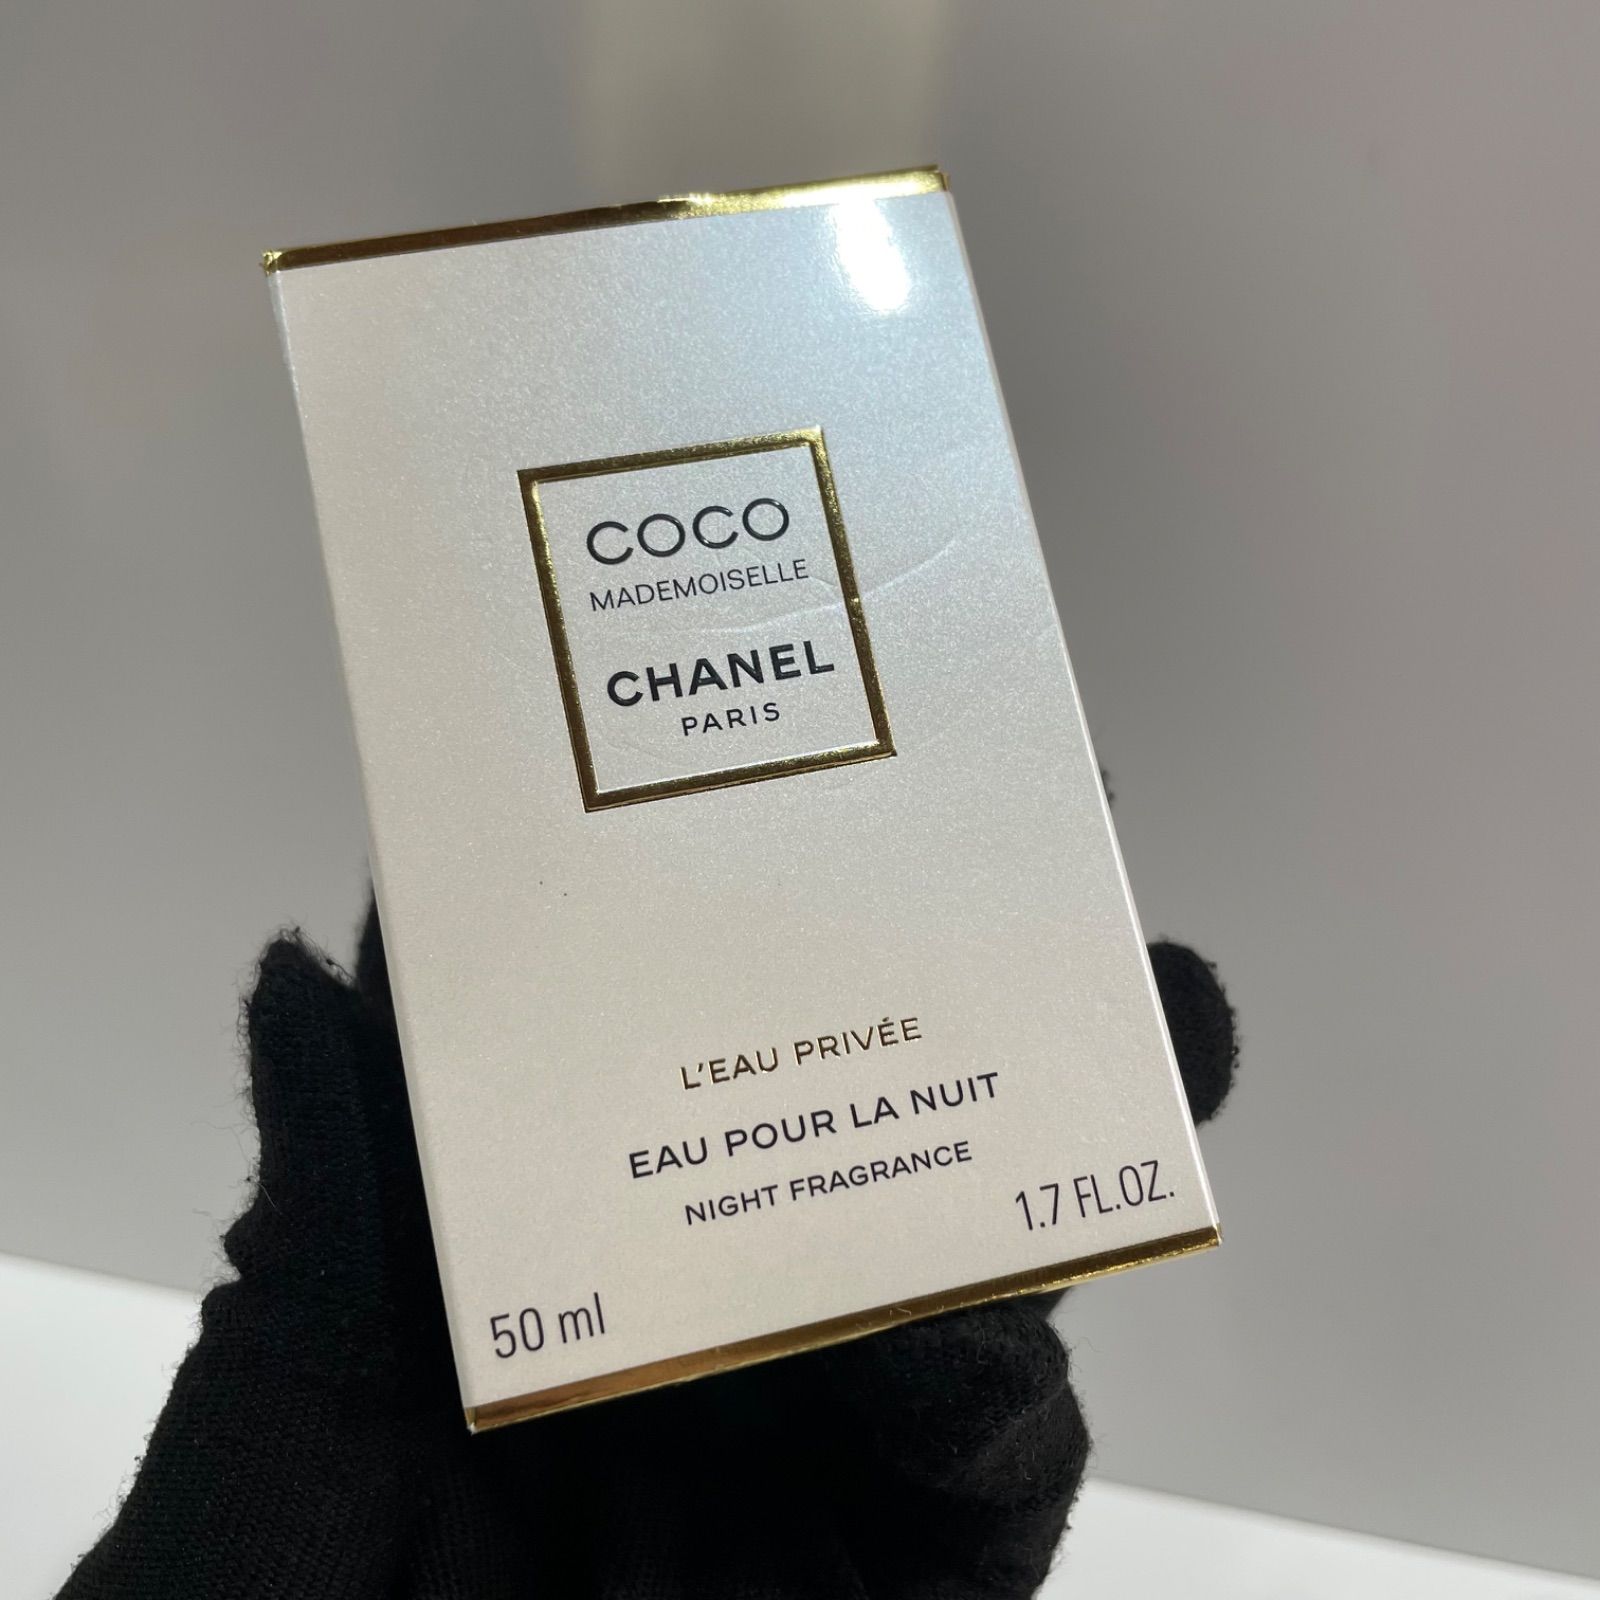 COCO
MADEMOISELLE
CHANEL
PARIS
L'EAU PRIVÉE
EAU POUR LA NUIT
NIGHT FRAGRANCE
50 ml 1.7 FL.OZ.